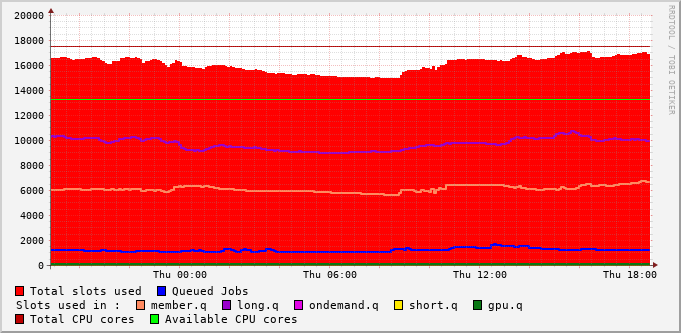 RRDTOOL / TOBI OETIKER
20000
18000
16000
14000
12000
10000
8000
6000
4000
2000
0
Thu 00:00 Thu 06:00 Thu 12:00 Thu 18:00
Total slots used Queued Jobs
Slots used in : member.q long.q ondemand.q short.q gpu.q
Total CPU cores Available CPU cores